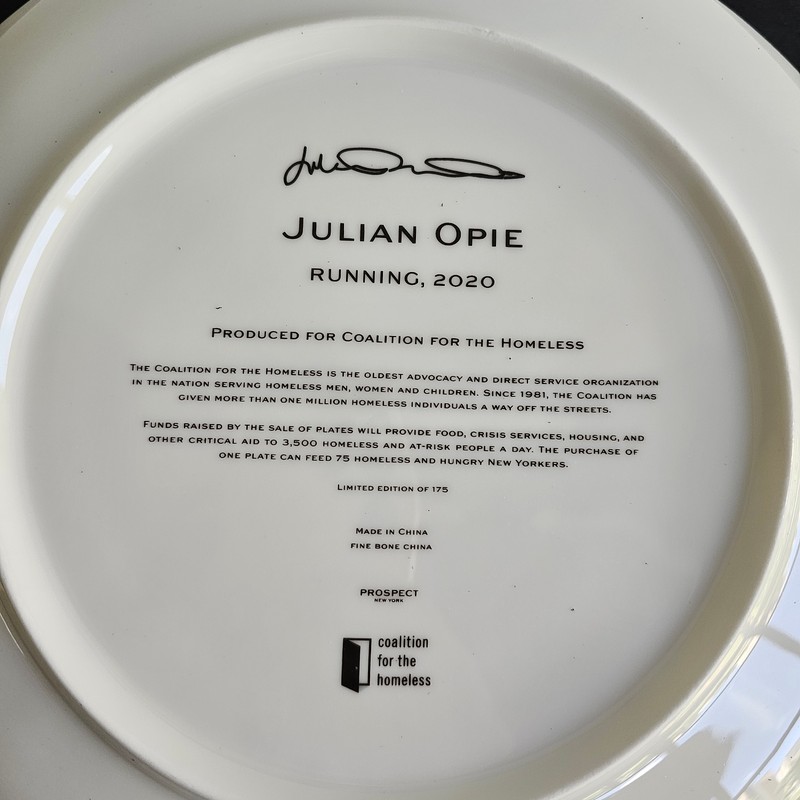 Julian Opie
JULIAN OPIE
RUNNING, 2020
PRODUCED FOR COALITION FOR THE HOMELESS
THE COALITION FOR THE HOMELESS IS THE OLDEST ADVOCACY AND DIRECT SERVICE ORGANIZATION
IN THE NATION SERVING HOMELESS MEN, WOMEN AND CHILDREN. SINCE 1981, THE COALITION HAS
GIVEN MORE THAN ONE MILLION HOMELESS INDIVIDUALS A WAY OFF THE STREETS.
FUNDS RAISED BY THE SALE OF PLATES WILL PROVIDE FOOD, CRISIS SERVICES, HOUSING, AND
OTHER CRITICAL AID TO 3,500 HOMELESS AND AT-RISK PEOPLE A DAY. THE PURCHASE OF
ONE PLATE CAN FEED 75 HOMELESS AND HUNGRY NEW YORKERS.
LIMITED EDITION OF 175
MADE IN CHINA
FINE BONE CHINA
PROSPECT
NEW YORK
coalition
for the
homeless